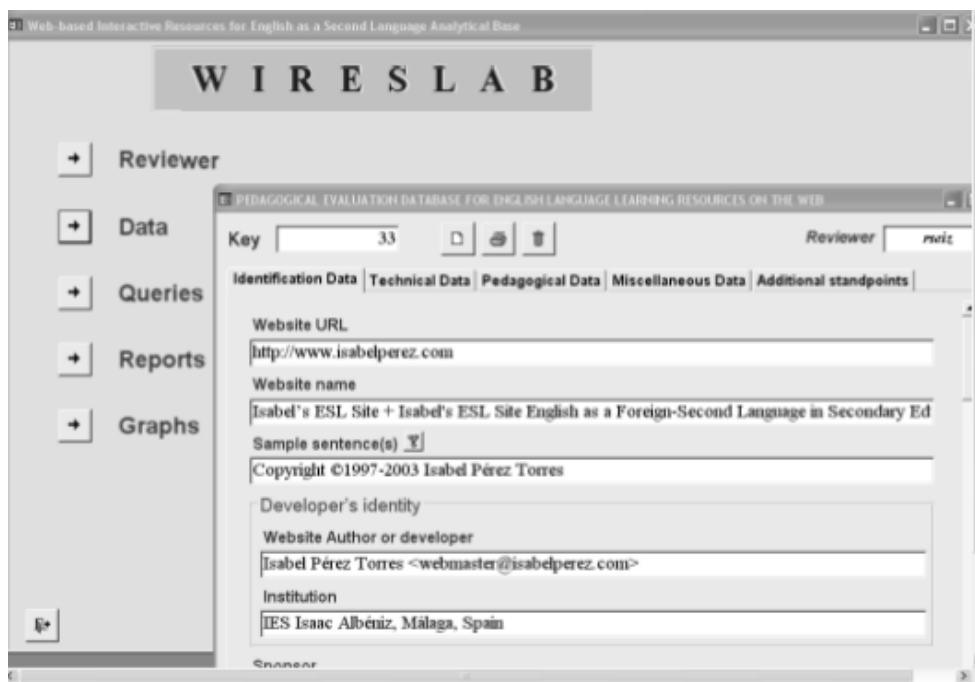 Web-based Interactive Resources for English as a Second Language Analytical Base
W I R E S L A B
Reviewer
Data
Queries
Reports
Graphs
PEDAGOGICAL EVALUATION DATABASE FOR ENGLISH LANGUAGE LEARNING RESOURCES ON THE WEB
Key 33 Reviewer
Identification Data Technical Data Pedagogical Data Miscellaneous Data Additional standpoints
Website URL
http://www.isabelperez.com
Website name
Isabel's ESL Site + Isabel's ESL Site English as a Foreign-Second Language in Secondary Ed
Sample sentence(s)
Copyright ©1997-2003 Isabel Pérez Torres
Developer's identity
Website Author or developer
Isabel Pérez Torres <webmaster@isabelperez.com>
Institution
IES Isaac Albéniz, Málaga, Spain
Sponsor